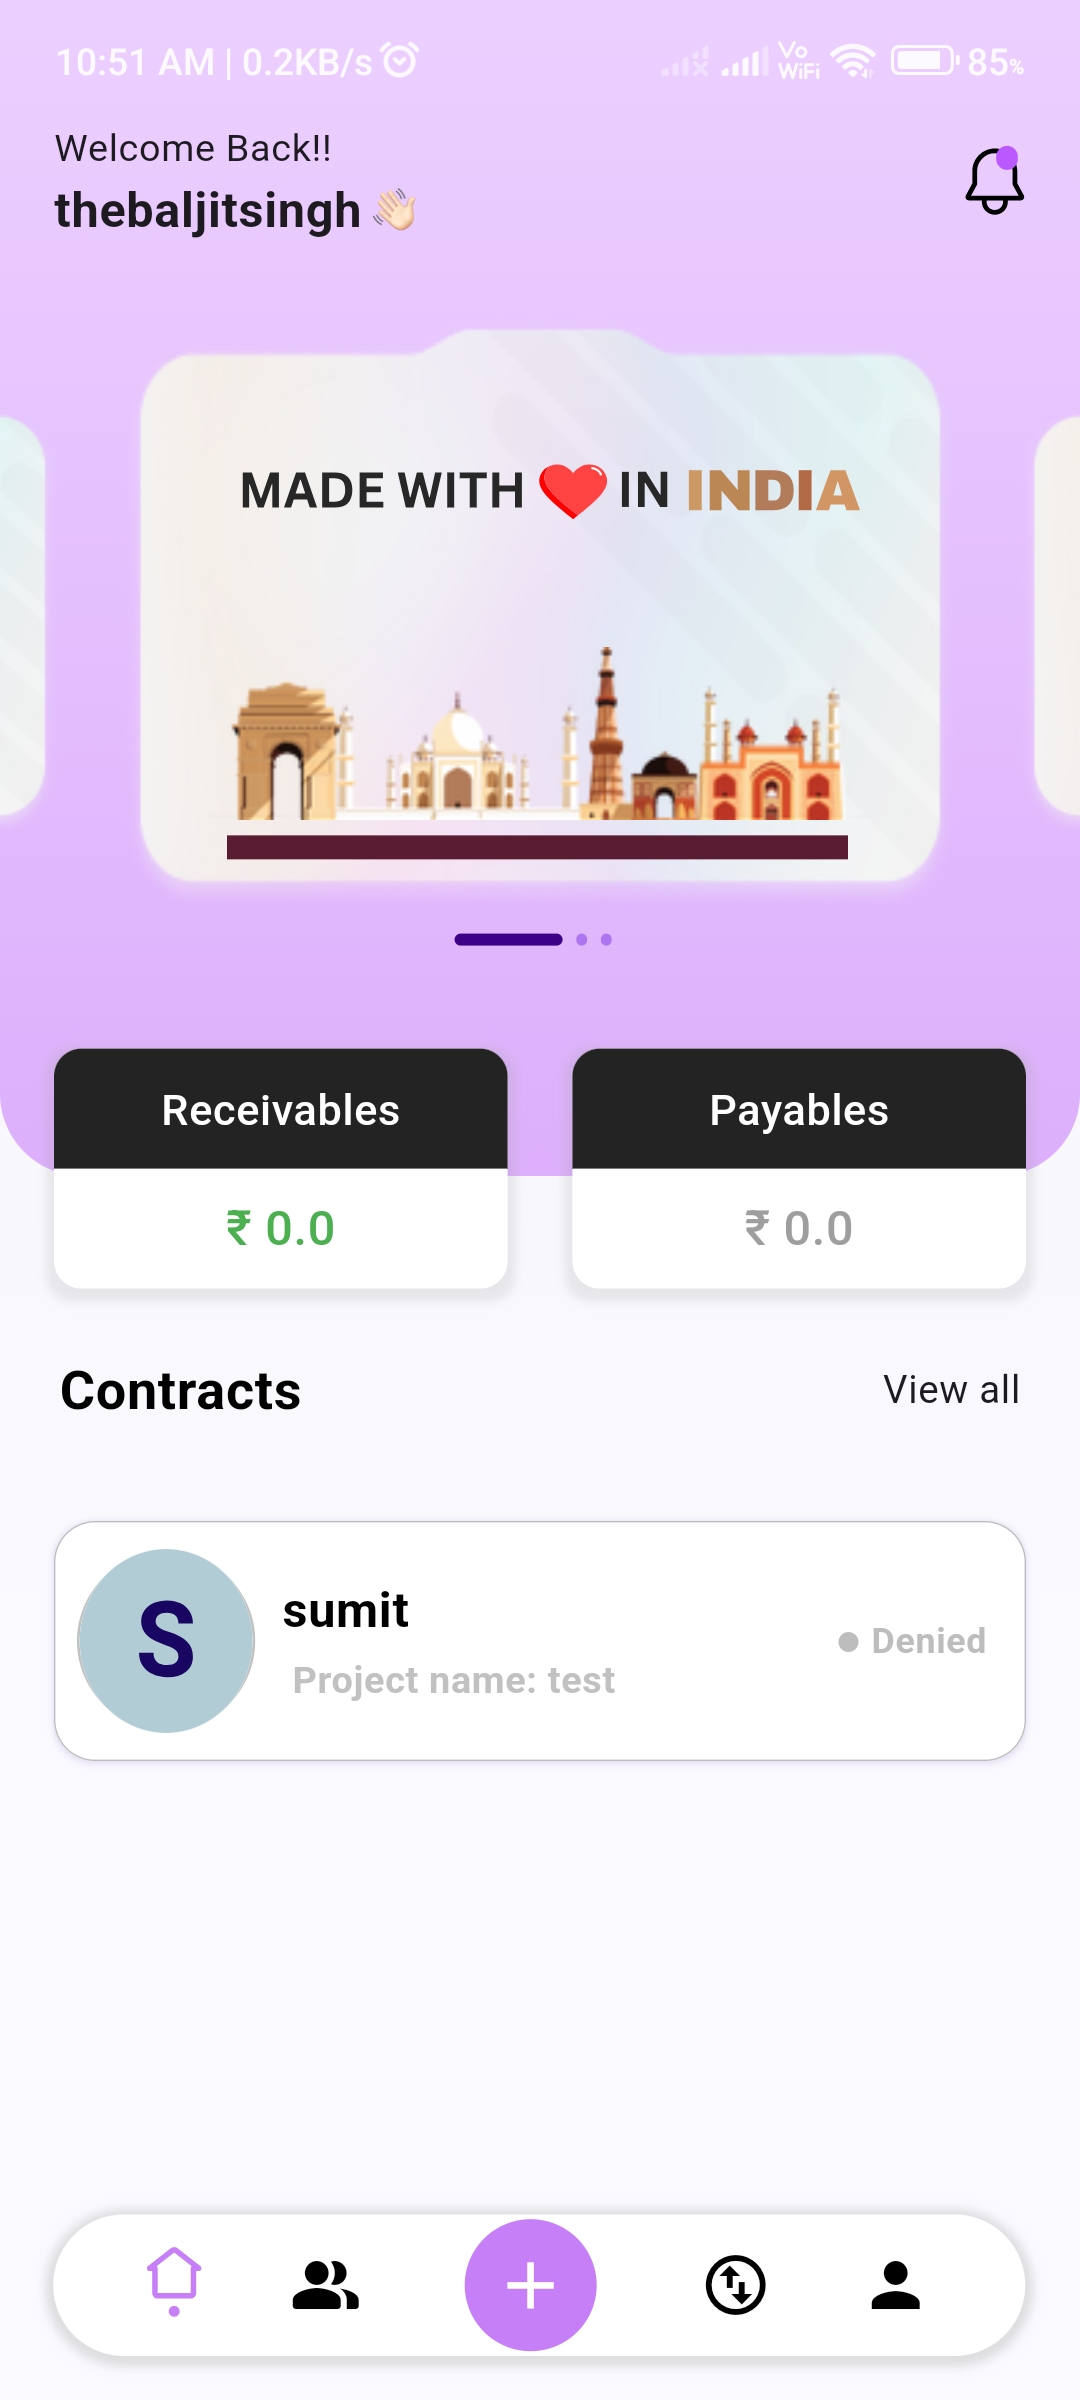 10:51 AM | 0.2KB/s
Vo WiFi
85%
Welcome Back!!
thebaljitsingh 👋🏻
MADE WITH ❤️ IN INDIA
Receivables
Payables
₹ 0.0
₹ 0.0
Contracts
View all
S
sumit
Denied
Project name: test